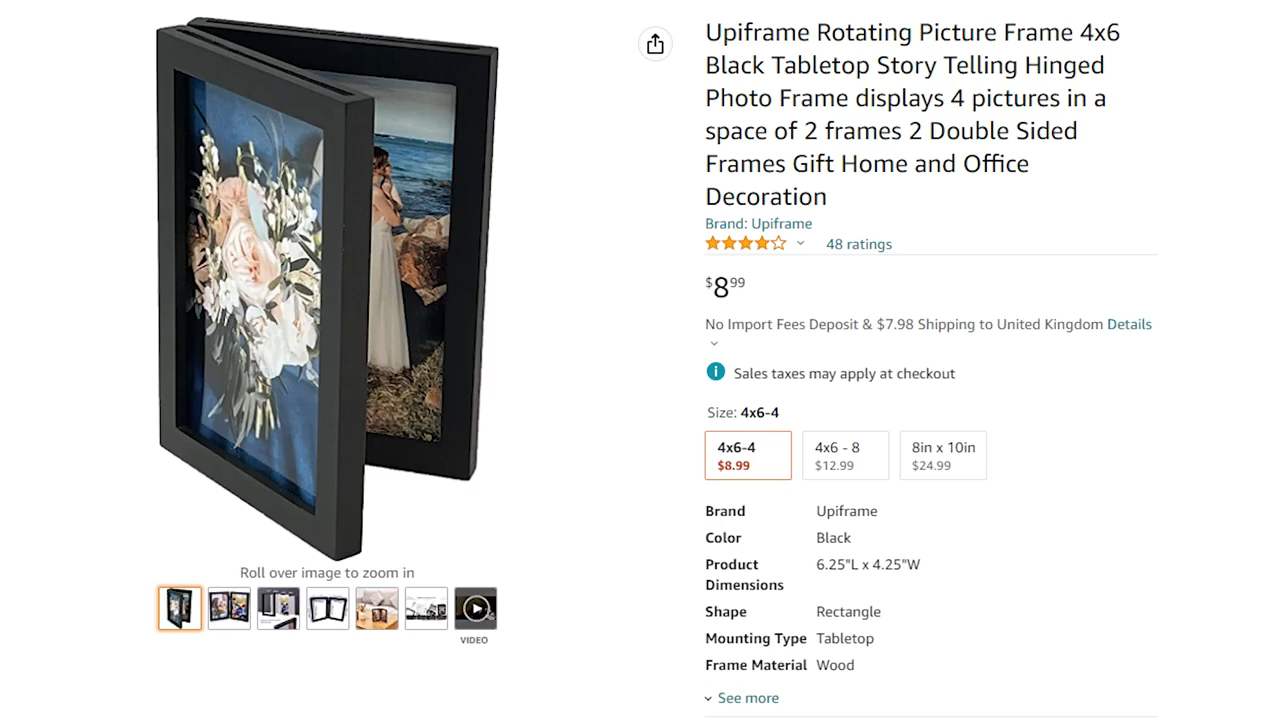 Upiframe Rotating Picture Frame 4x6
Black Tabletop Story Telling Hinged
Photo Frame displays 4 pictures in a
space of 2 frames 2 Double Sided
Frames Gift Home and Office
Decoration
Brand: Upiframe
48 ratings
$8.99
No Import Fees Deposit & $7.98 Shipping to United Kingdom Details
Sales taxes may apply at checkout
Size: 4x6-4
4x6-4
$8.99
4x6 - 8
$12.99
8in x 10in
$24.99
Brand Upiframe
Color Black
Product Dimensions 6.25"L x 4.25"W
Shape Rectangle
Mounting Type Tabletop
Frame Material Wood
See more
Roll over image to zoom in
VIDEO